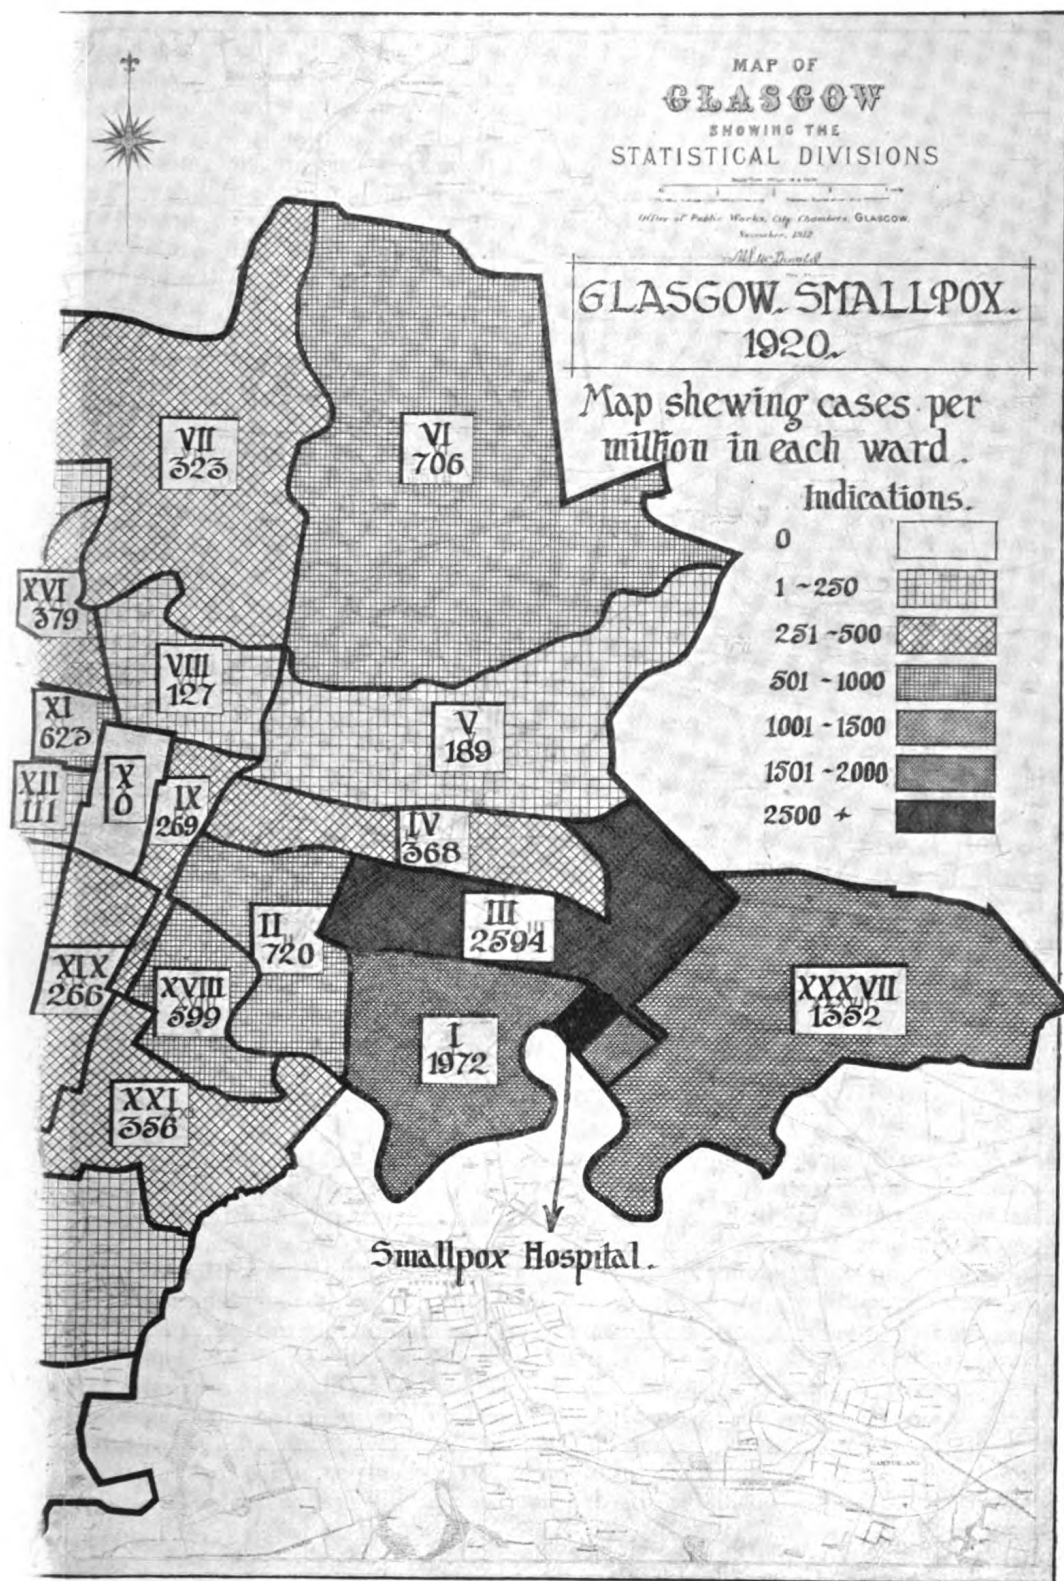 MAP OF
GLASGOW
SHOWING THE
STATISTICAL DIVISIONS
Office of Public Works, City Chambers, GLASGOW.
November, 1912
GLASGOW. SMALLPOX.
1920.
Map shewing cases per
million in each ward.
Indications.
0
1-250
251-500
501-1000
1001-1500
1501-2000
2500 +
VII
323
VI
706
XVI
379
VIII
127
XI
623
V
189
X
0
XII
111
IX
269
IV
368
II
720
III
2594
XIX
266
XVIII
599
XXXVII
1352
I
1972
XXI
356
Smallpox Hospital.